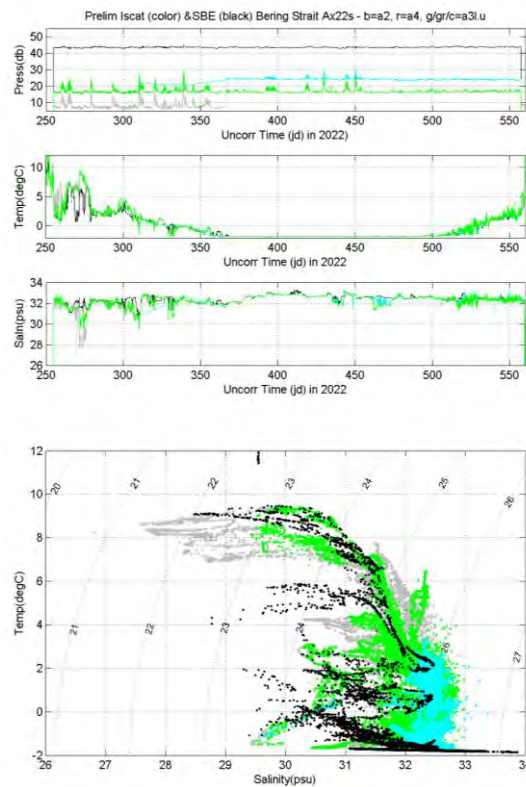 Prelim Iscat (color) &SBE (black) Bering Strait Ax22s - b=a2, r=a4, g/gr/c=a3l.u
50
40
30
20
10
Press(db)
250 300 350 400 450 500 550
Uncorr Time (jd) in 2022
10
5
0
Temp(degC)
250 300 350 400 450 500 550
Uncorr Time (jd) in 2022
34
32
30
28
26
Saln(psu)
250 300 350 400 450 500 550
Uncorr Time (jd) in 2022
12
10
8
6
4
2
0
-2
Temp(degC)
20 21 22 23 24 25 26
21 22 23 24 26 27
26 27 28 29 30 31 32 33 34
Salinity(psu)